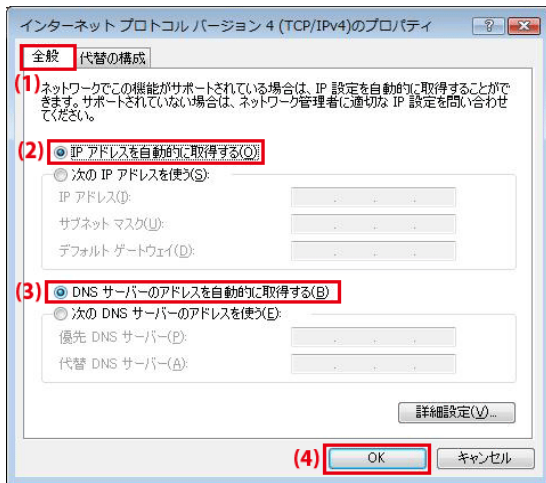 インターネット プロトコル バージョン 4 (TCP/IPv4)のプロパティ
全般 代替の構成
(1)
ネットワークでこの機能がサポートされている場合は、IP 設定を自動的に取得することがで
きます。サポートされていない場合は、ネットワーク管理者に適切な IP 設定を問い合わせ
てください。
(2) IP アドレスを自動的に取得する(O)
次の IP アドレスを使う(S):
IP アドレス(I):
サブネット マスク(U):
デフォルト ゲートウェイ(D):
(3) DNS サーバーのアドレスを自動的に取得する(B)
次の DNS サーバーのアドレスを使う(E):
優先 DNS サーバー(P):
代替 DNS サーバー(A):
詳細設定(V)...
(4) OK キャンセル